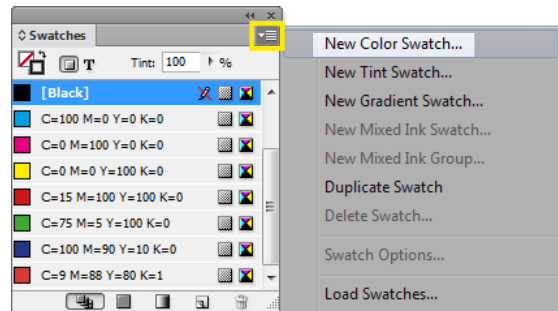 Swatches
T Tint: 100 %
[Black]
C=100 M=0 Y=0 K=0
C=0 M=100 Y=0 K=0
C=0 M=0 Y=100 K=0
C=15 M=100 Y=100 K=0
C=75 M=5 Y=100 K=0
C=100 M=90 Y=10 K=0
C=9 M=88 Y=80 K=1
New Color Swatch...
New Tint Swatch...
New Gradient Swatch...
New Mixed Ink Swatch...
New Mixed Ink Group...
Duplicate Swatch
Delete Swatch...
Swatch Options...
Load Swatches...